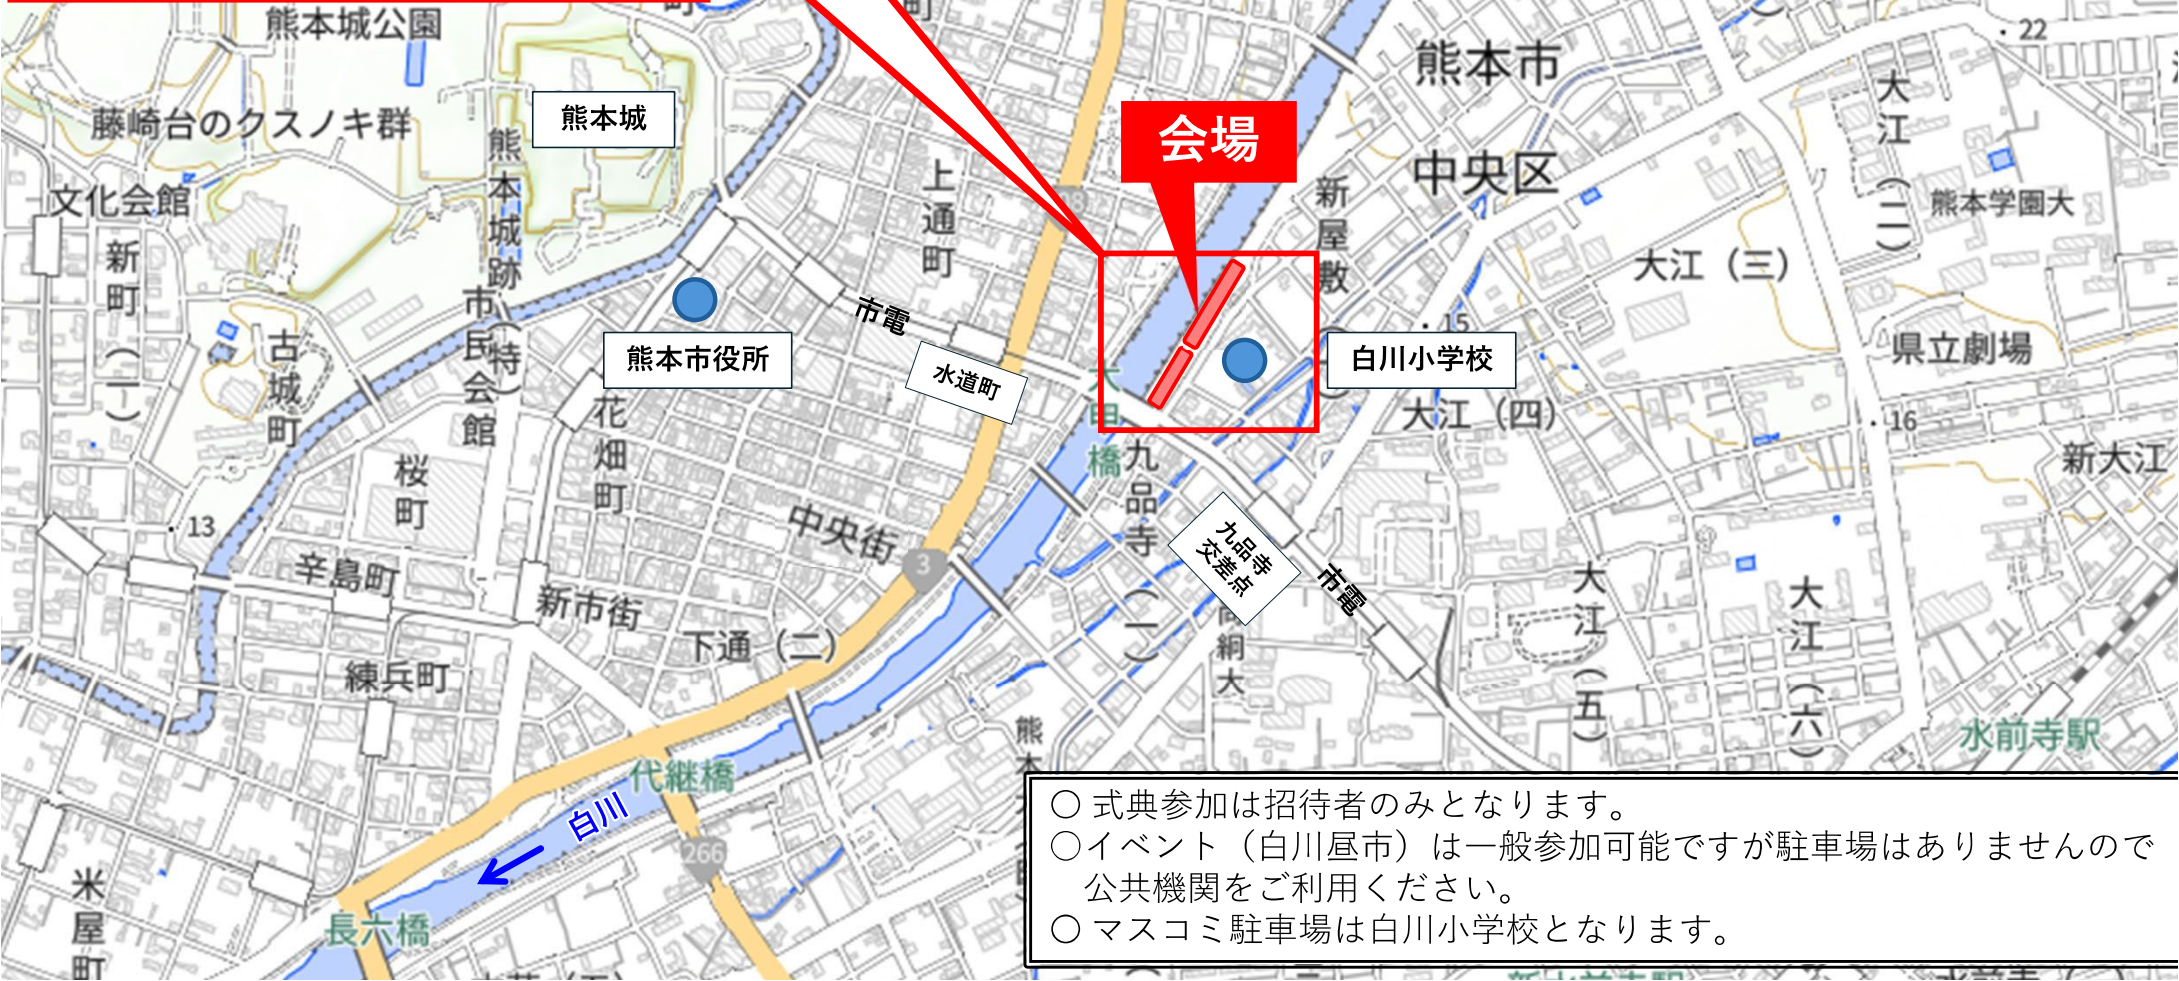 熊本城公園
町
22
熊本市
会場
熊本城
藤崎台のクスノキ群
大江(二)
上通町
新屋敷(一)
中央区
文化会館
熊本城跡(特)
熊本学園大
新町(一)
大江(三)
市電
15
熊本市役所
白川小学校
県立劇場
水道町
古城町
市民会館
大甲橋
花畑町
大江(四)
16
桜町
九品寺(一)
新大江
中央街
13
九品寺
交差点
3
辛島町
市電
新市街
大江(五)
大江(六)
下通(二)
練兵町
水前寺駅
代継橋
白川
266
米屋町
長六橋
○ 式典参加は招待者のみとなります。
○イベント（白川昼市）は一般参加可能ですが駐車場はありませんので
公共機関をご利用ください。
○ マスコミ駐車場は白川小学校となります。